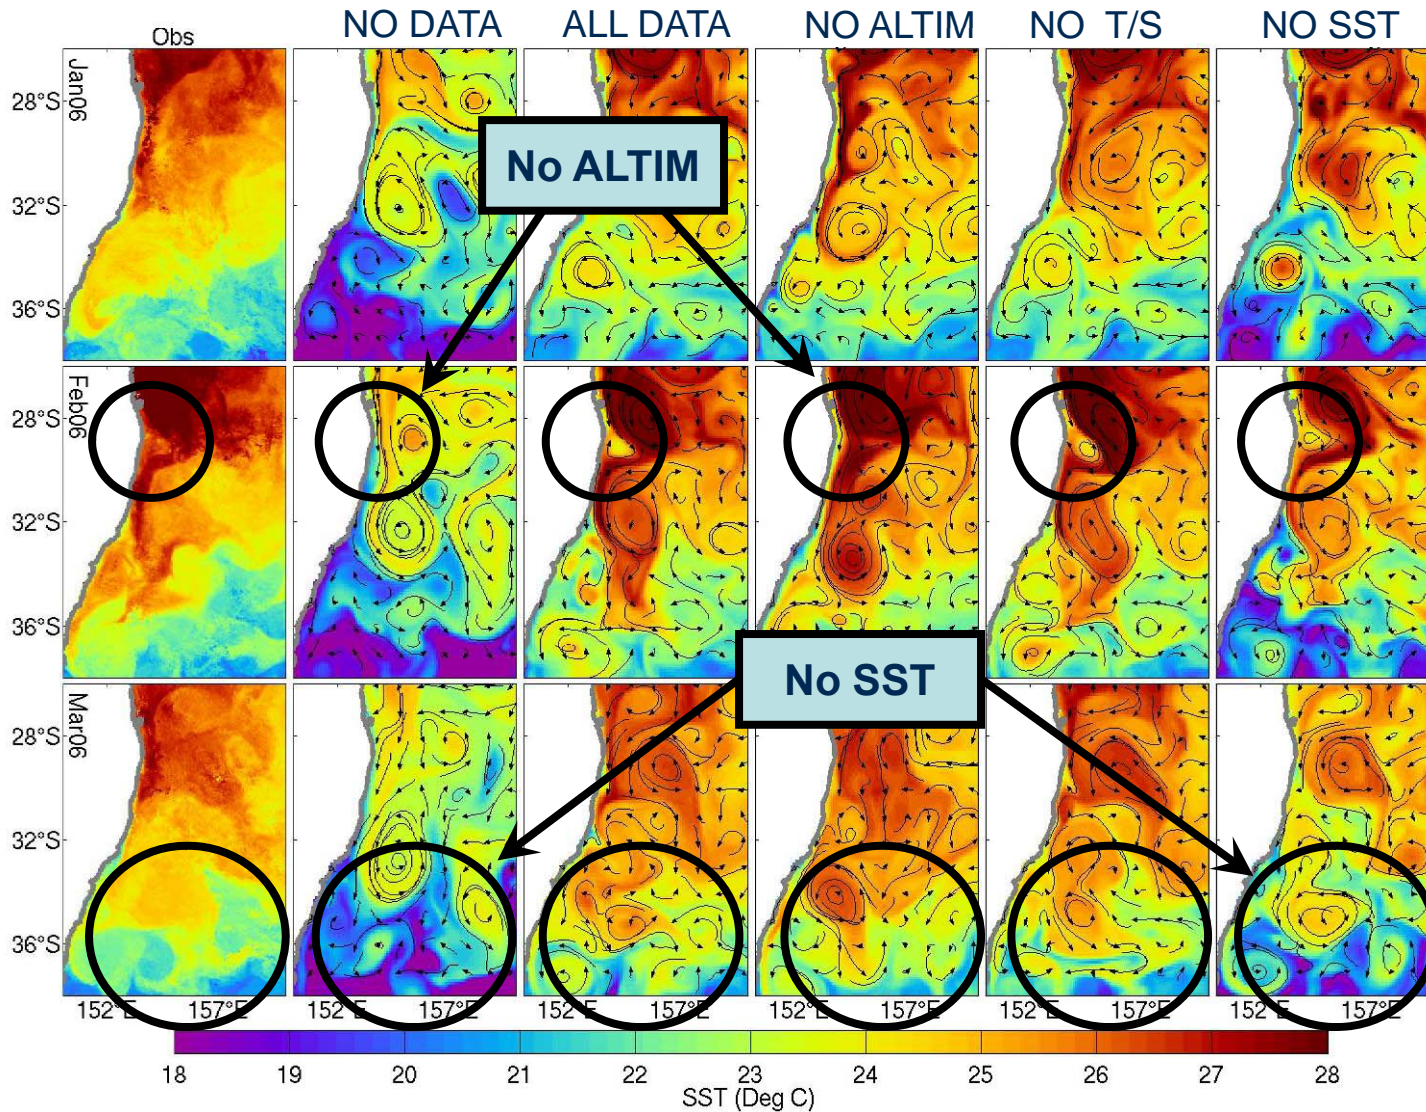 Obs NO DATA ALL DATA NO ALTIM NO T/S NO SST
Jan06
28°S
32°S
36°S
No ALTIM
Feb06
28°S
32°S
36°S
No SST
Mar06
28°S
32°S
36°S
152°E 157°E 152°E 157°E 152°E 157°E 152°E 157°E 152°E 157°E 152°E 157°E
18 19 20 21 22 23 24 25 26 27 28
SST (Deg C)